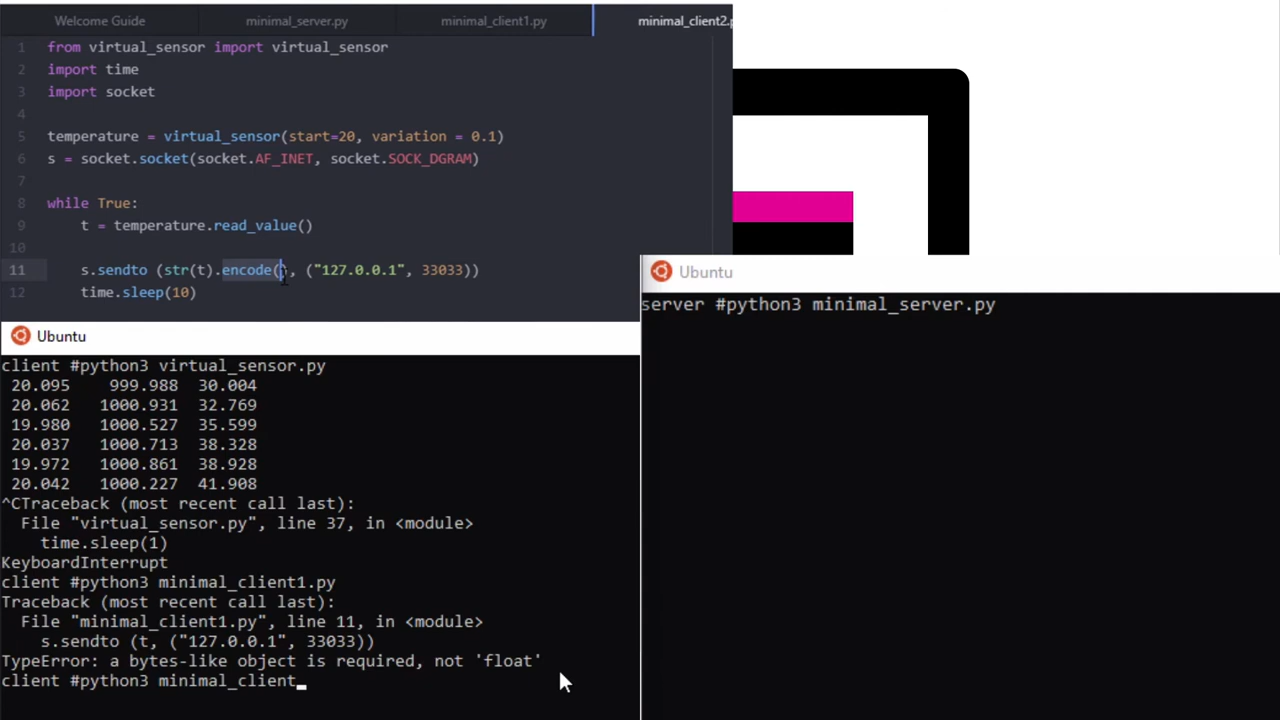 Welcome Guide
minimal_server.py
minimal_client1.py
minimal_client2.p
1 from virtual_sensor import virtual_sensor
2 import time
3 import socket
4
5 temperature = virtual_sensor(start=20, variation = 0.1)
6 s = socket.socket(socket.AF_INET, socket.SOCK_DGRAM)
7
8 while True:
9 t = temperature.read_value()
10
11 s.sendto (str(t).encode(), ("127.0.0.1", 33033))
12 time.sleep(10)
Ubuntu
client #python3 virtual_sensor.py
20.095 999.988 30.004
20.062 1000.931 32.769
19.980 1000.527 35.599
20.037 1000.713 38.328
19.972 1000.861 38.928
20.042 1000.227 41.908
^CTraceback (most recent call last):
File "virtual_sensor.py", line 37, in <module>
time.sleep(1)
KeyboardInterrupt
client #python3 minimal_client1.py
Traceback (most recent call last):
File "minimal_client1.py", line 11, in <module>
s.sendto (t, ("127.0.0.1", 33033))
TypeError: a bytes-like object is required, not 'float'
client #python3 minimal_client
Ubuntu
server #python3 minimal_server.py